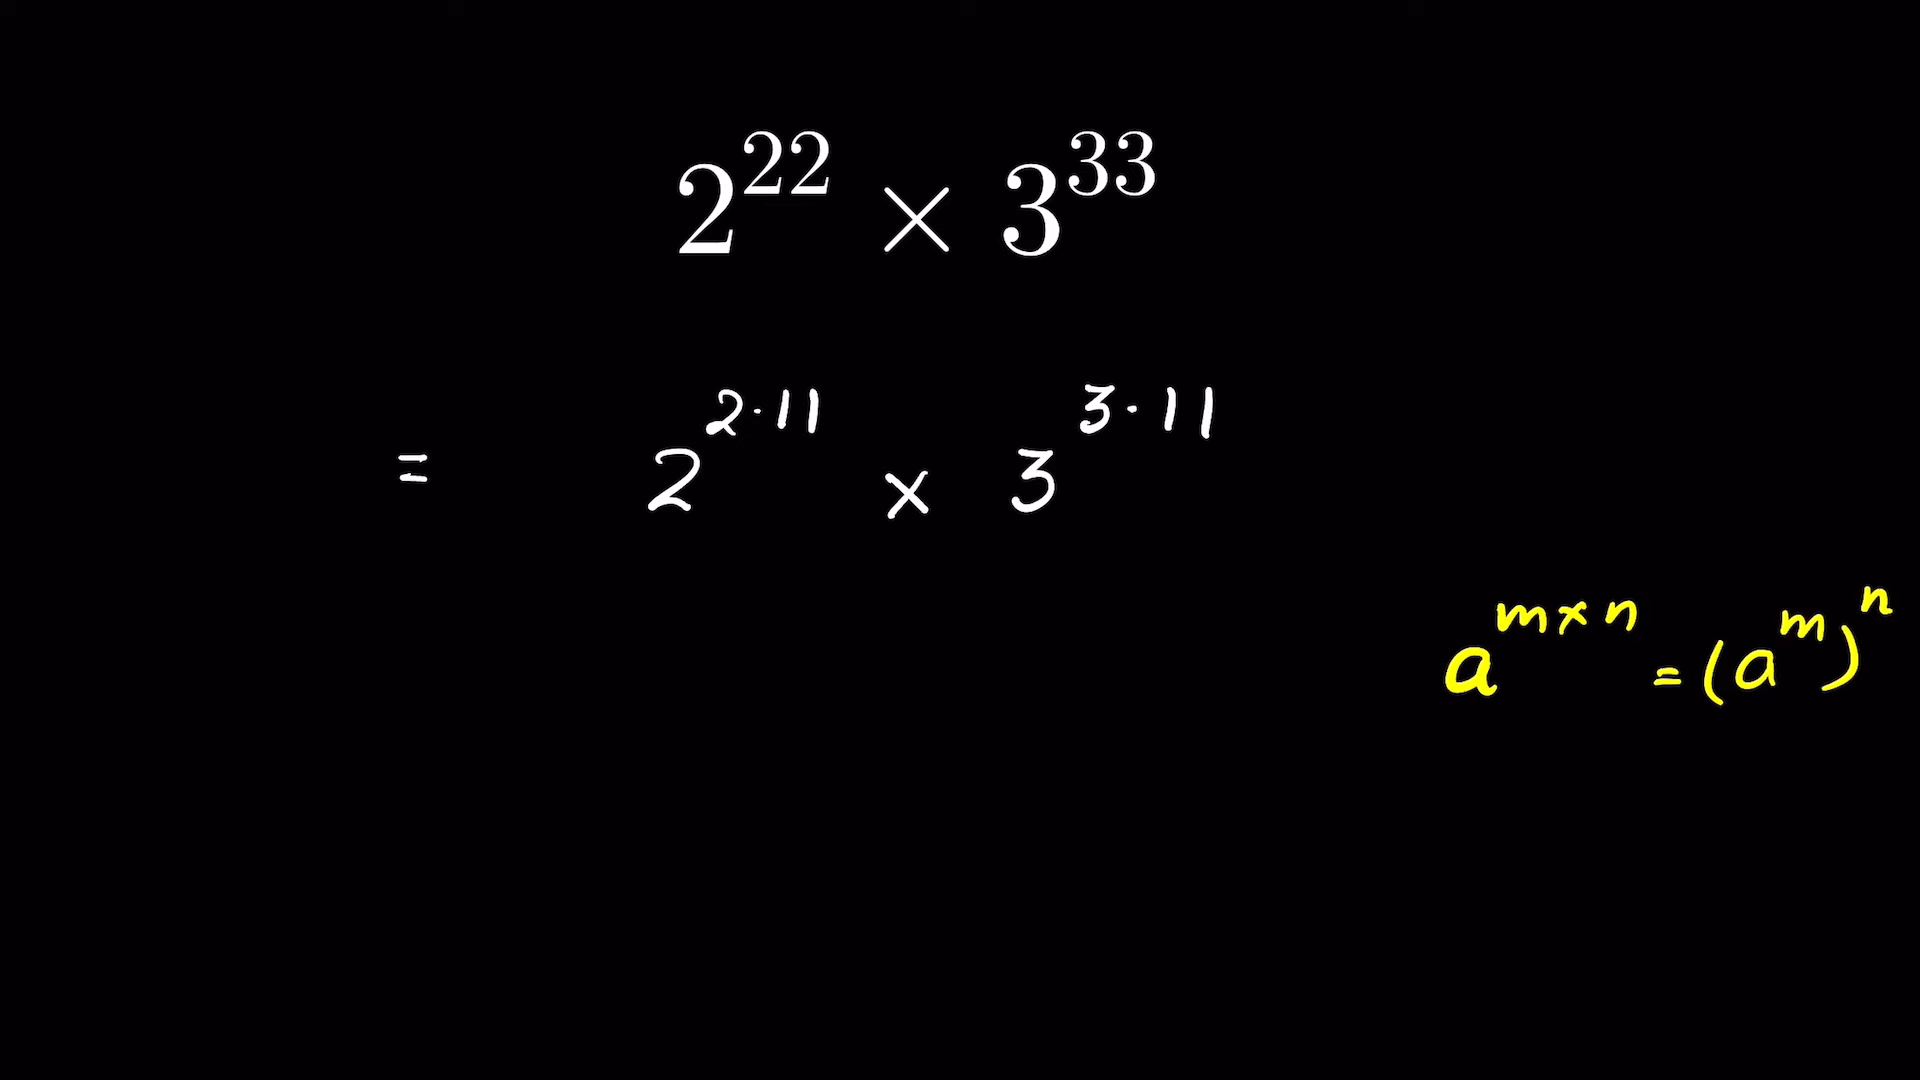 2^{22} × 3^{33}
= 2^{2·11} × 3^{3·11}
a^{m×n} = (a^m)^n